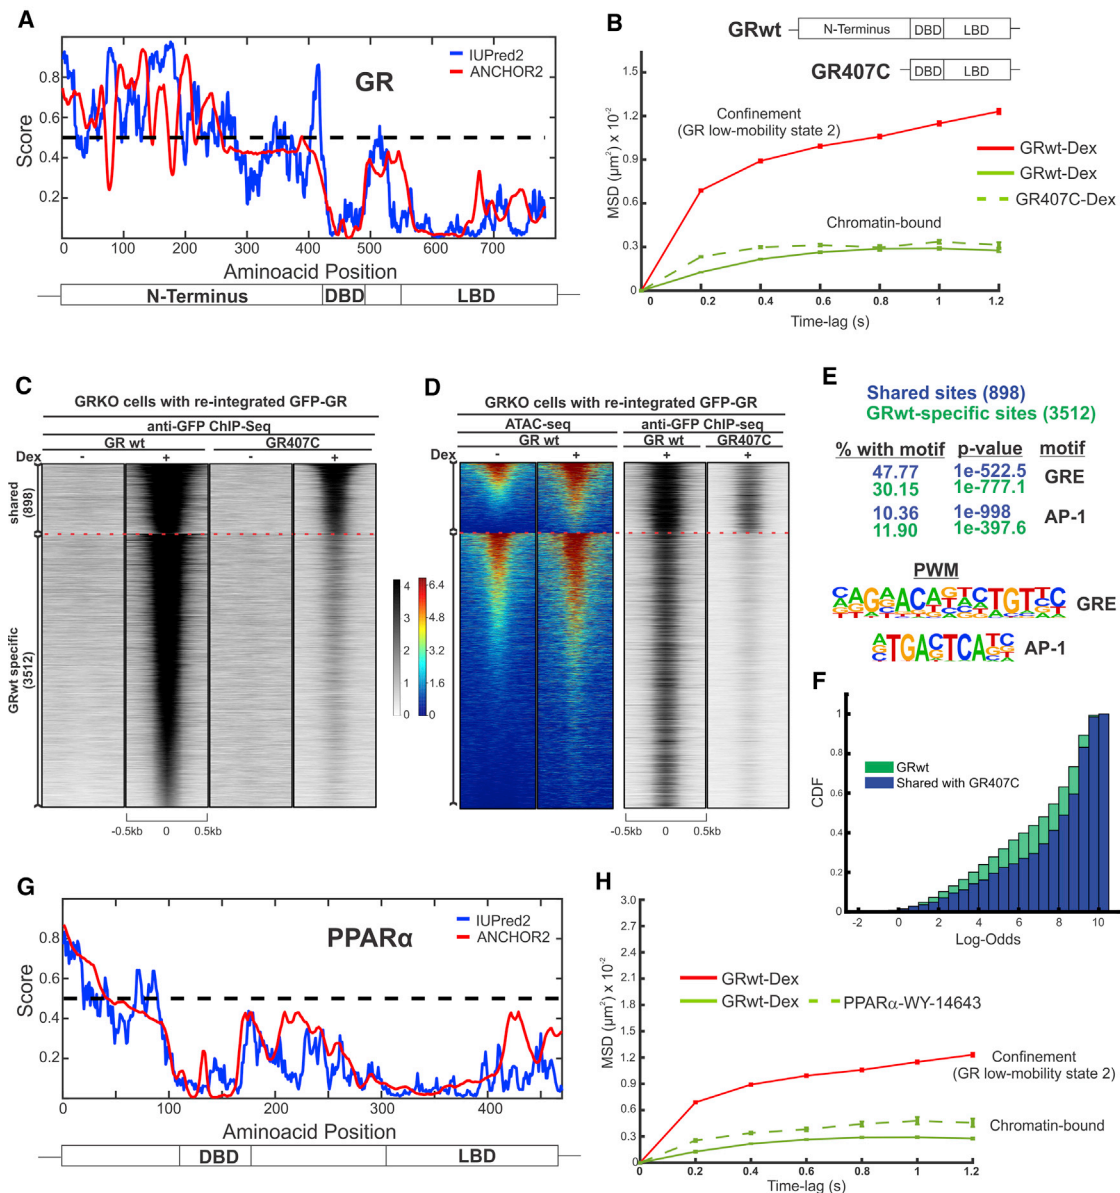 A
IUPred2
ANCHOR2
GR
Score
0.8
0.6
0.4
0.2
0 100 200 300 400 500 600 700
Aminoacid Position
N-Terminus DBD LBD
B
GRwt N-Terminus DBD LBD
GR407C DBD LBD
MSD (μm²) x 10⁻²
1.5
1.2
0.9
0.6
0.3
0
Confinement
(GR low-mobility state 2)
GRwt-Dex
GRwt-Dex
GR407C-Dex
Chromatin-bound
0 0.2 0.4 0.6 0.8 1 1.2
Time-lag (s)
C
GRKO cells with re-integrated GFP-GR
anti-GFP ChIP-Seq
GR wt GR407C
Dex - + - +
shared
(898)
GRwt specific
(3512)
-0.5kb 0 0.5kb
4
3
2
1
0
6.4
4.8
3.2
1.6
0
D
GRKO cells with re-integrated GFP-GR
ATAC-seq anti-GFP ChIP-Seq
GR wt GR wt GR407C
Dex - + + +
-0.5kb 0 0.5kb
E
Shared sites (898)
GRwt-specific sites (3512)
% with motif p-value motif
47.77 1e-522.5 GRE
30.15 1e-777.1
10.36 1e-998 AP-1
11.90 1e-397.6
PWM
GRE
AP-1
F
GRwt
Shared with GR407C
CDF
1
0.8
0.6
0.4
0.2
0
-2 0 2 4 6 8 10
Log-Odds
G
IUPred2
ANCHOR2
PPARα
Score
0.8
0.6
0.4
0.2
0 100 200 300 400
Aminoacid Position
DBD LBD
H
MSD (μm²) x 10⁻²
3.0
2.7
2.4
2.1
1.8
1.5
1.2
0.9
0.6
0.3
0
GRwt-Dex
GRwt-Dex PPARα-WY-14643
Confinement
(GR low-mobility state 2)
Chromatin-bound
0 0.2 0.4 0.6 0.8 1 1.2
Time-lag (s)